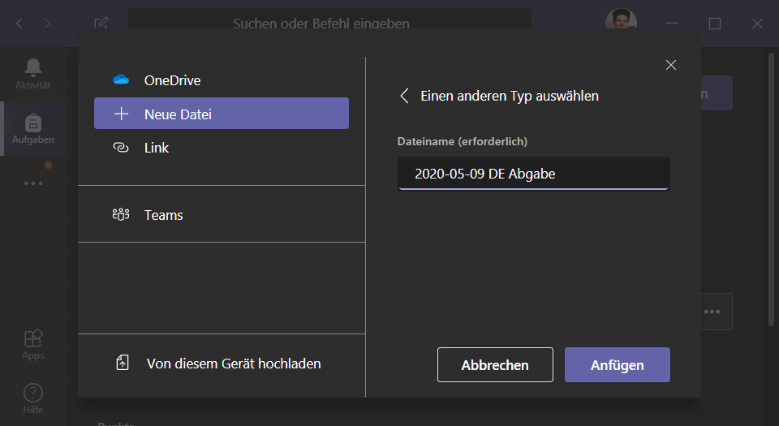 Suchen oder Befehl eingeben
Aktivität
Aufgaben
Apps
Hilfe
OneDrive
Neue Datei
Link
Teams
Von diesem Gerät hochladen
Einen anderen Typ auswählen
Dateiname (erforderlich)
2020-05-09 DE Abgabe
Abbrechen
Anfügen
n